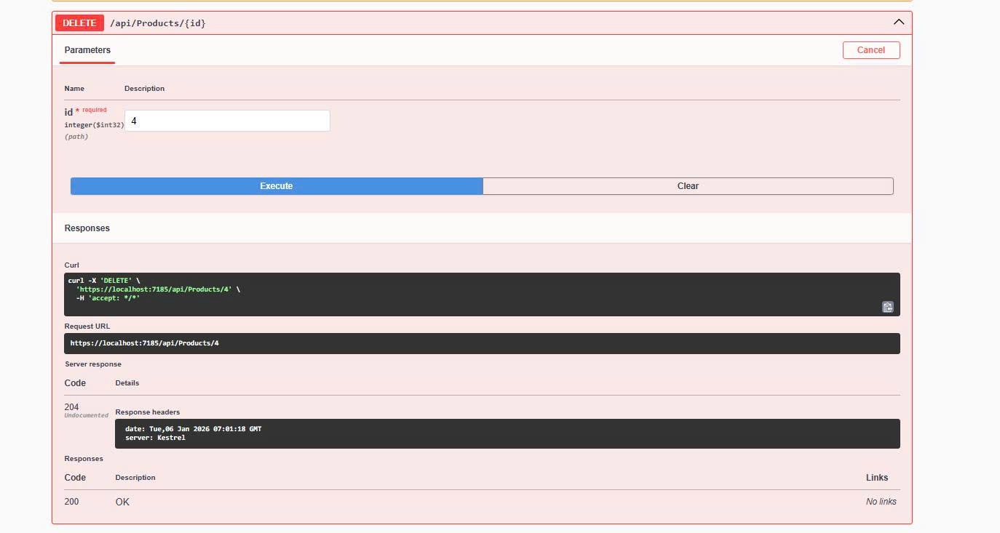 DELETE /api/Products/{id}
Parameters
Cancel
Name Description
id * required
integer($int32)
(path)
4
Execute Clear
Responses
Curl
curl -X 'DELETE' \
'https://localhost:7185/api/Products/4' \
-H 'accept: */*'
Request URL
https://localhost:7185/api/Products/4
Server response
Code Details
204
Undocumented
Response headers
date: Tue,06 Jan 2026 07:01:18 GMT
server: Kestrel
Responses
Code Description Links
200 OK No links